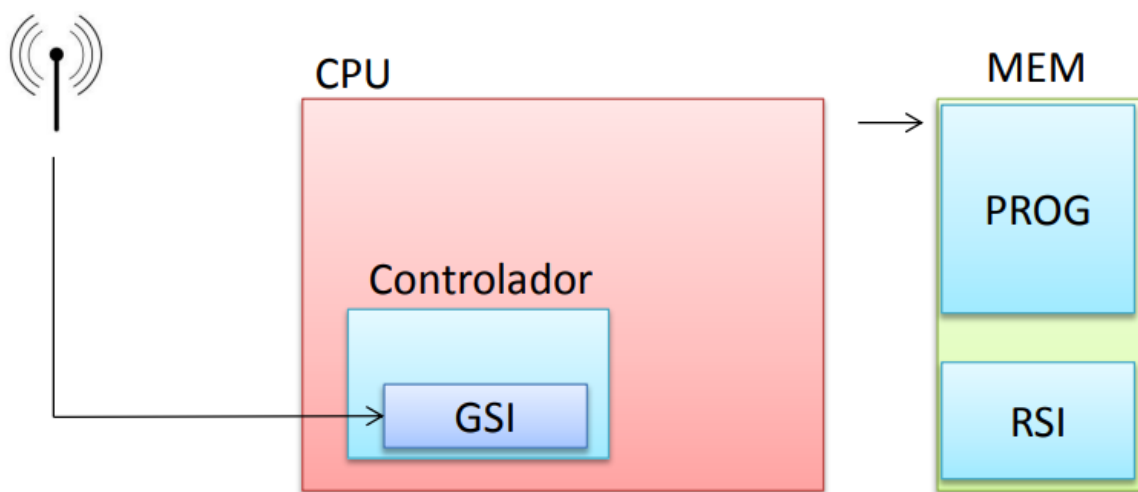 CPU
MEM
PROG
Controlador
GSI
RSI